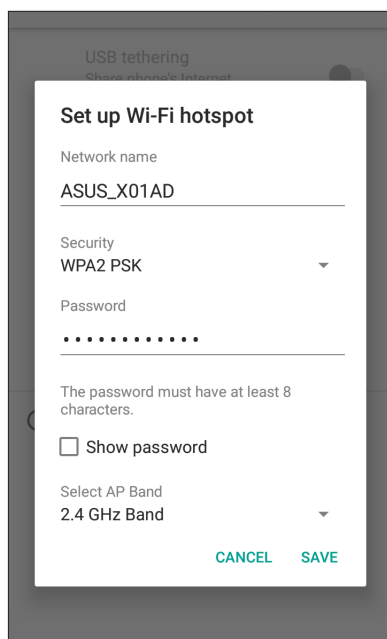 USB tethering
Share phone's Internet
Set up Wi-Fi hotspot
Network name
ASUS_X01AD
Security
WPA2 PSK
Password
••••••••••••
The password must have at least 8
characters.
Show password
Select AP Band
2.4 GHz Band
CANCEL SAVE